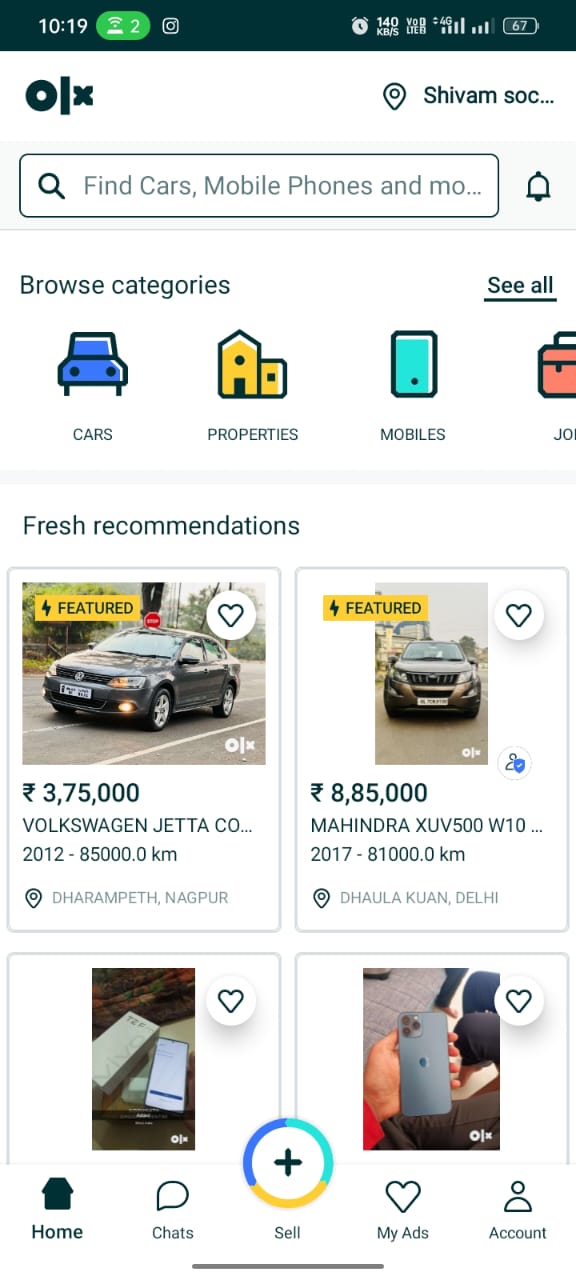 10:19
2
140
KB/S
VoD
LTE
4G
67
olx
Shivam soc...
Find Cars, Mobile Phones and mo...
Browse categories
See all
CARS
PROPERTIES
MOBILES
JO
Fresh recommendations
FEATURED
STOP
olx
₹ 3,75,000
VOLKSWAGEN JETTA CO...
2012 - 85000.0 km
DHARAMPETH, NAGPUR
FEATURED
olx
₹ 8,85,000
MAHINDRA XUV500 W10 ...
2017 - 81000.0 km
DHAULA KUAN, DELHI
olx
olx
Home
Chats
Sell
My Ads
Account